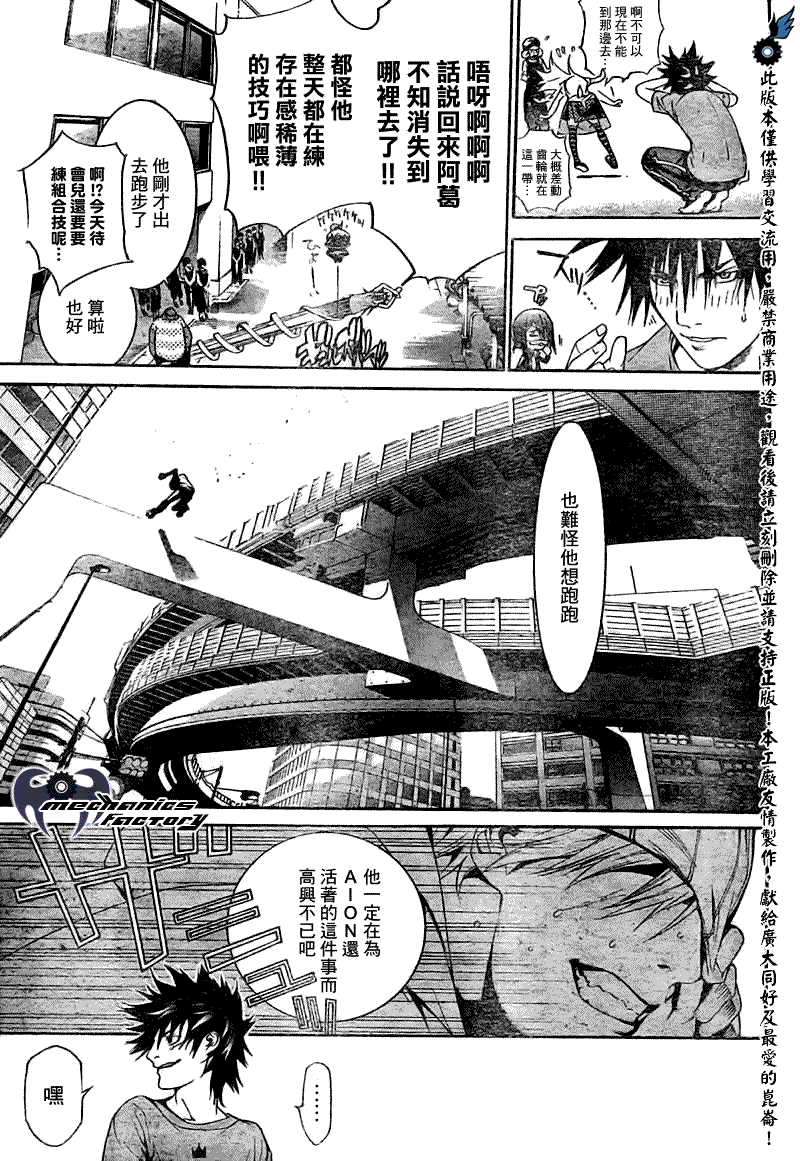 啊不可以
現在不能
到那邊去…
大概差動
齒輪就在
這一帶…
唔呀啊啊啊
話說回來阿葛
不知消失到
哪裡去了!!
都怪他
整天都在練
存在感稀薄
的技巧啊喂!!
ひょっ
他剛才出
去跑步了
啊!?今天待
會兒還要要
練組合技呢…
算啦
也好
也難怪他想跑跑
mechanics
Factory
他一定在為
AION還
活著的這件事而
高興不已吧
……
嘿
此版本僅供學習交流用，嚴禁商業用途，觀看後請立刻刪除並請支持正版！本工廠友情製作，獻給廣大同好及最愛的崑崙！